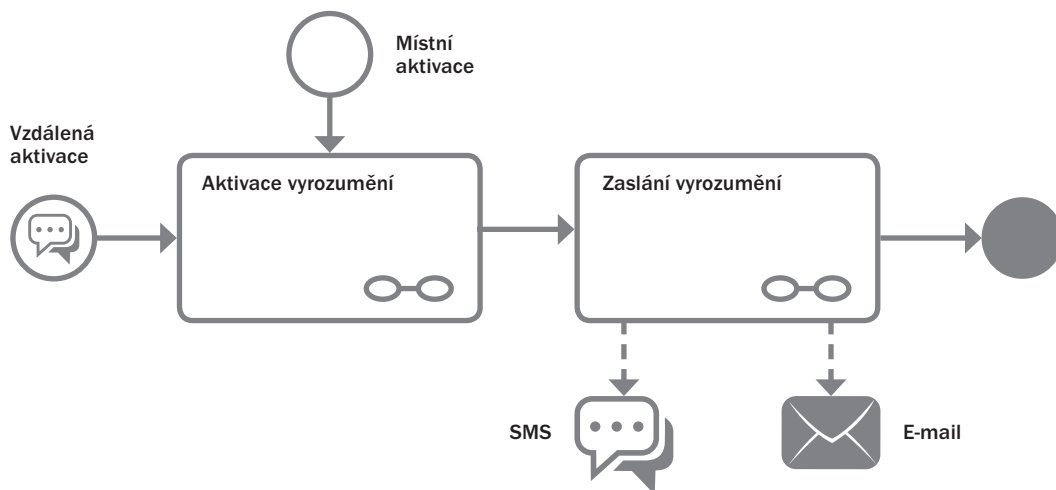 Místní
aktivace
Vzdálená
aktivace
Aktivace vyrozumění
Zaslání vyrozumění
SMS
E-mail